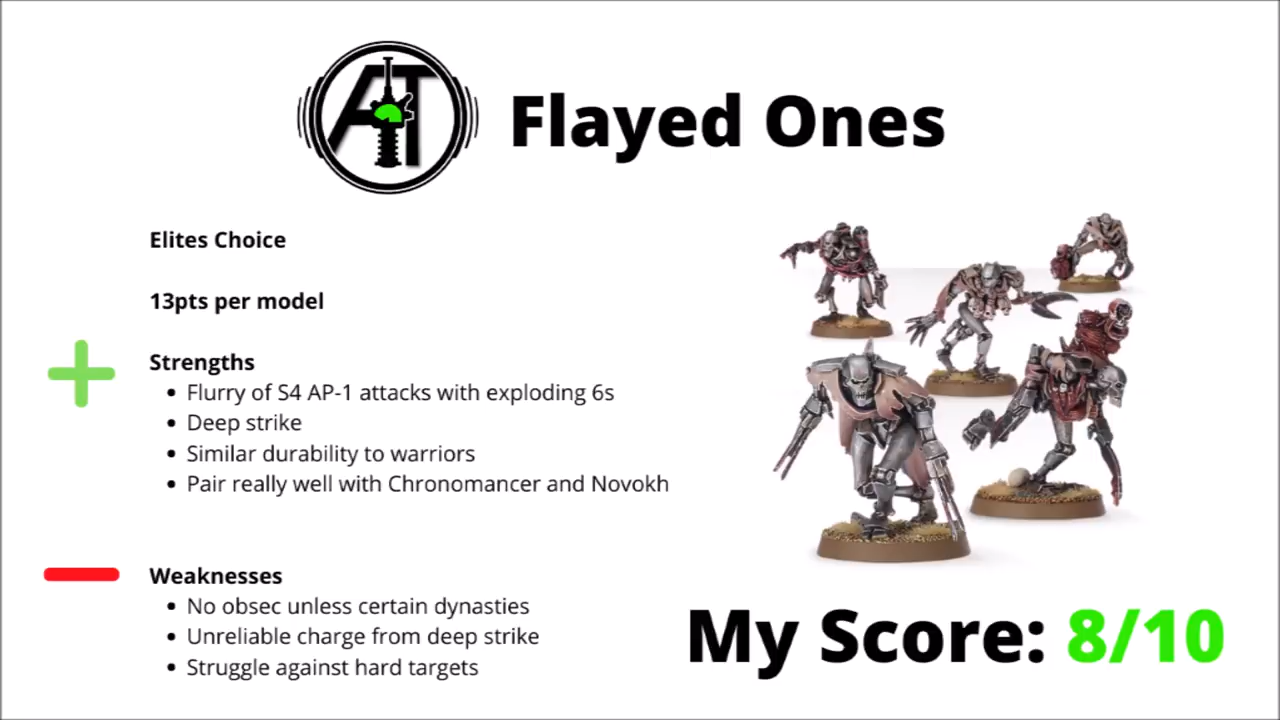 AT
Flayed Ones
Elites Choice
13pts per model
Strengths
• Flurry of S4 AP-1 attacks with exploding 6s
• Deep strike
• Similar durability to warriors
• Pair really well with Chronomancer and Novokh
Weaknesses
• No obsec unless certain dynasties
• Unreliable charge from deep strike
• Struggle against hard targets
My Score: 8/10